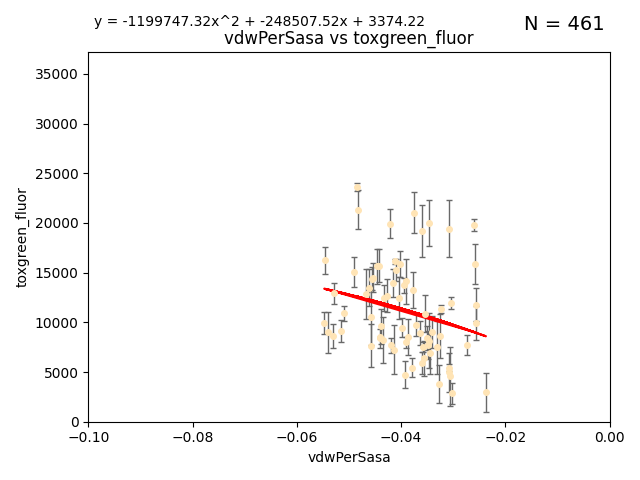 y = -1199747.32x^2 + -248507.52x + 3374.22
N = 461
vdwPerSasa vs toxgreen_fluor
35000
30000
25000
20000
15000
10000
5000
0
toxgreen_fluor
−0.10
−0.08
−0.06
−0.04
−0.02
0.00
vdwPerSasa